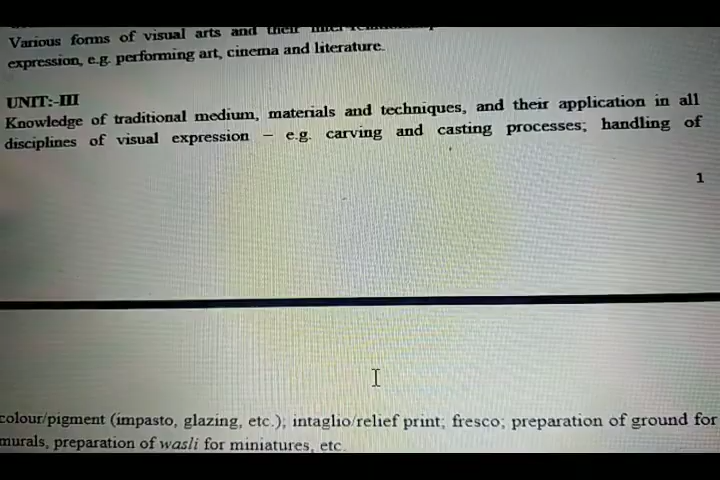 Various forms of visual arts and their
expression, e.g. performing art, cinema and literature.
UNIT:-III
Knowledge of traditional medium, materials and techniques, and their application in all
disciplines of visual expression – e.g. carving and casting processes; handling of
1
colour/pigment (impasto, glazing, etc.); intaglio/relief print; fresco; preparation of ground for
murals, preparation of wasli for miniatures, etc.